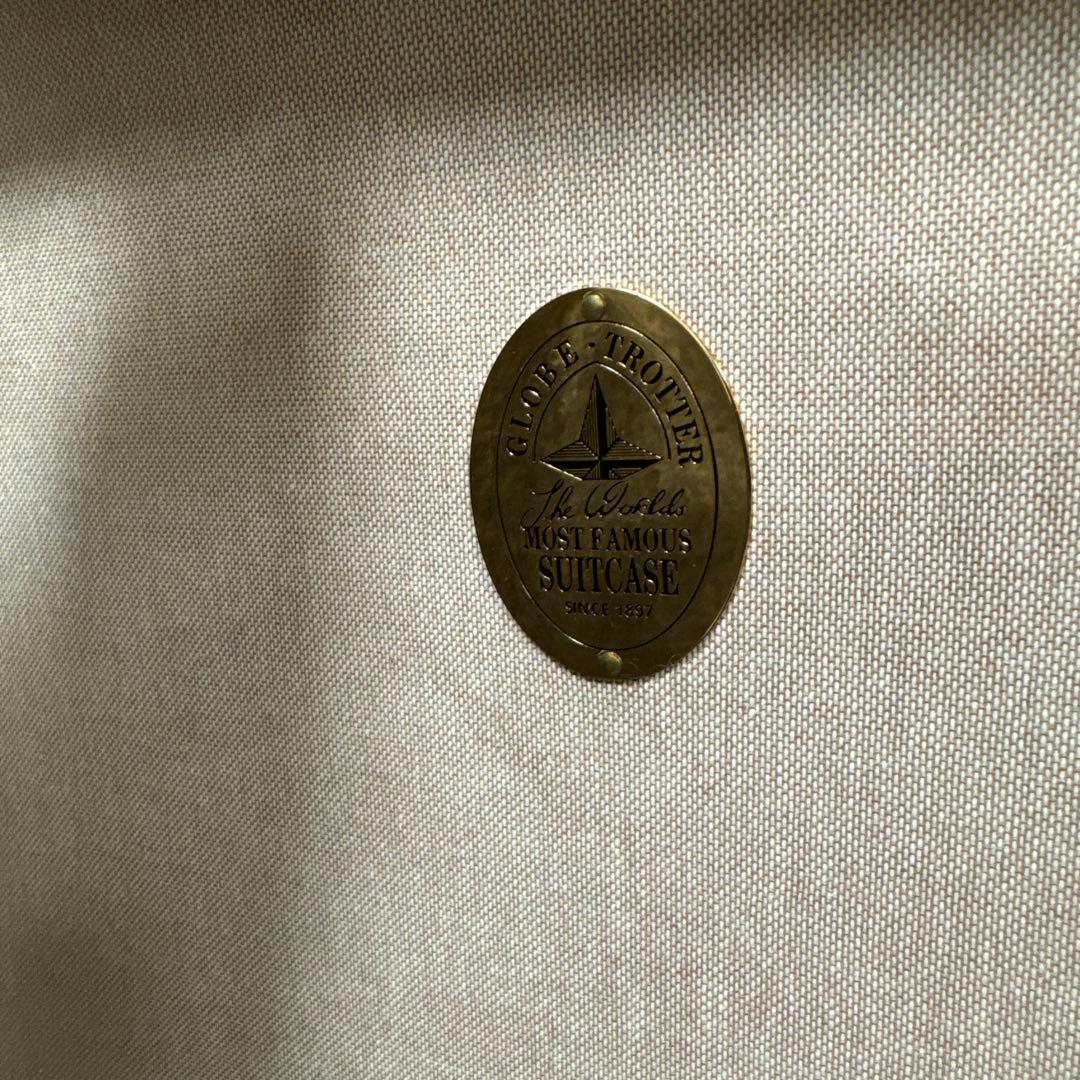 GLOBE-TROTTER
The Worlds
MOST FAMOUS
SUITCASE
SINCE 1897